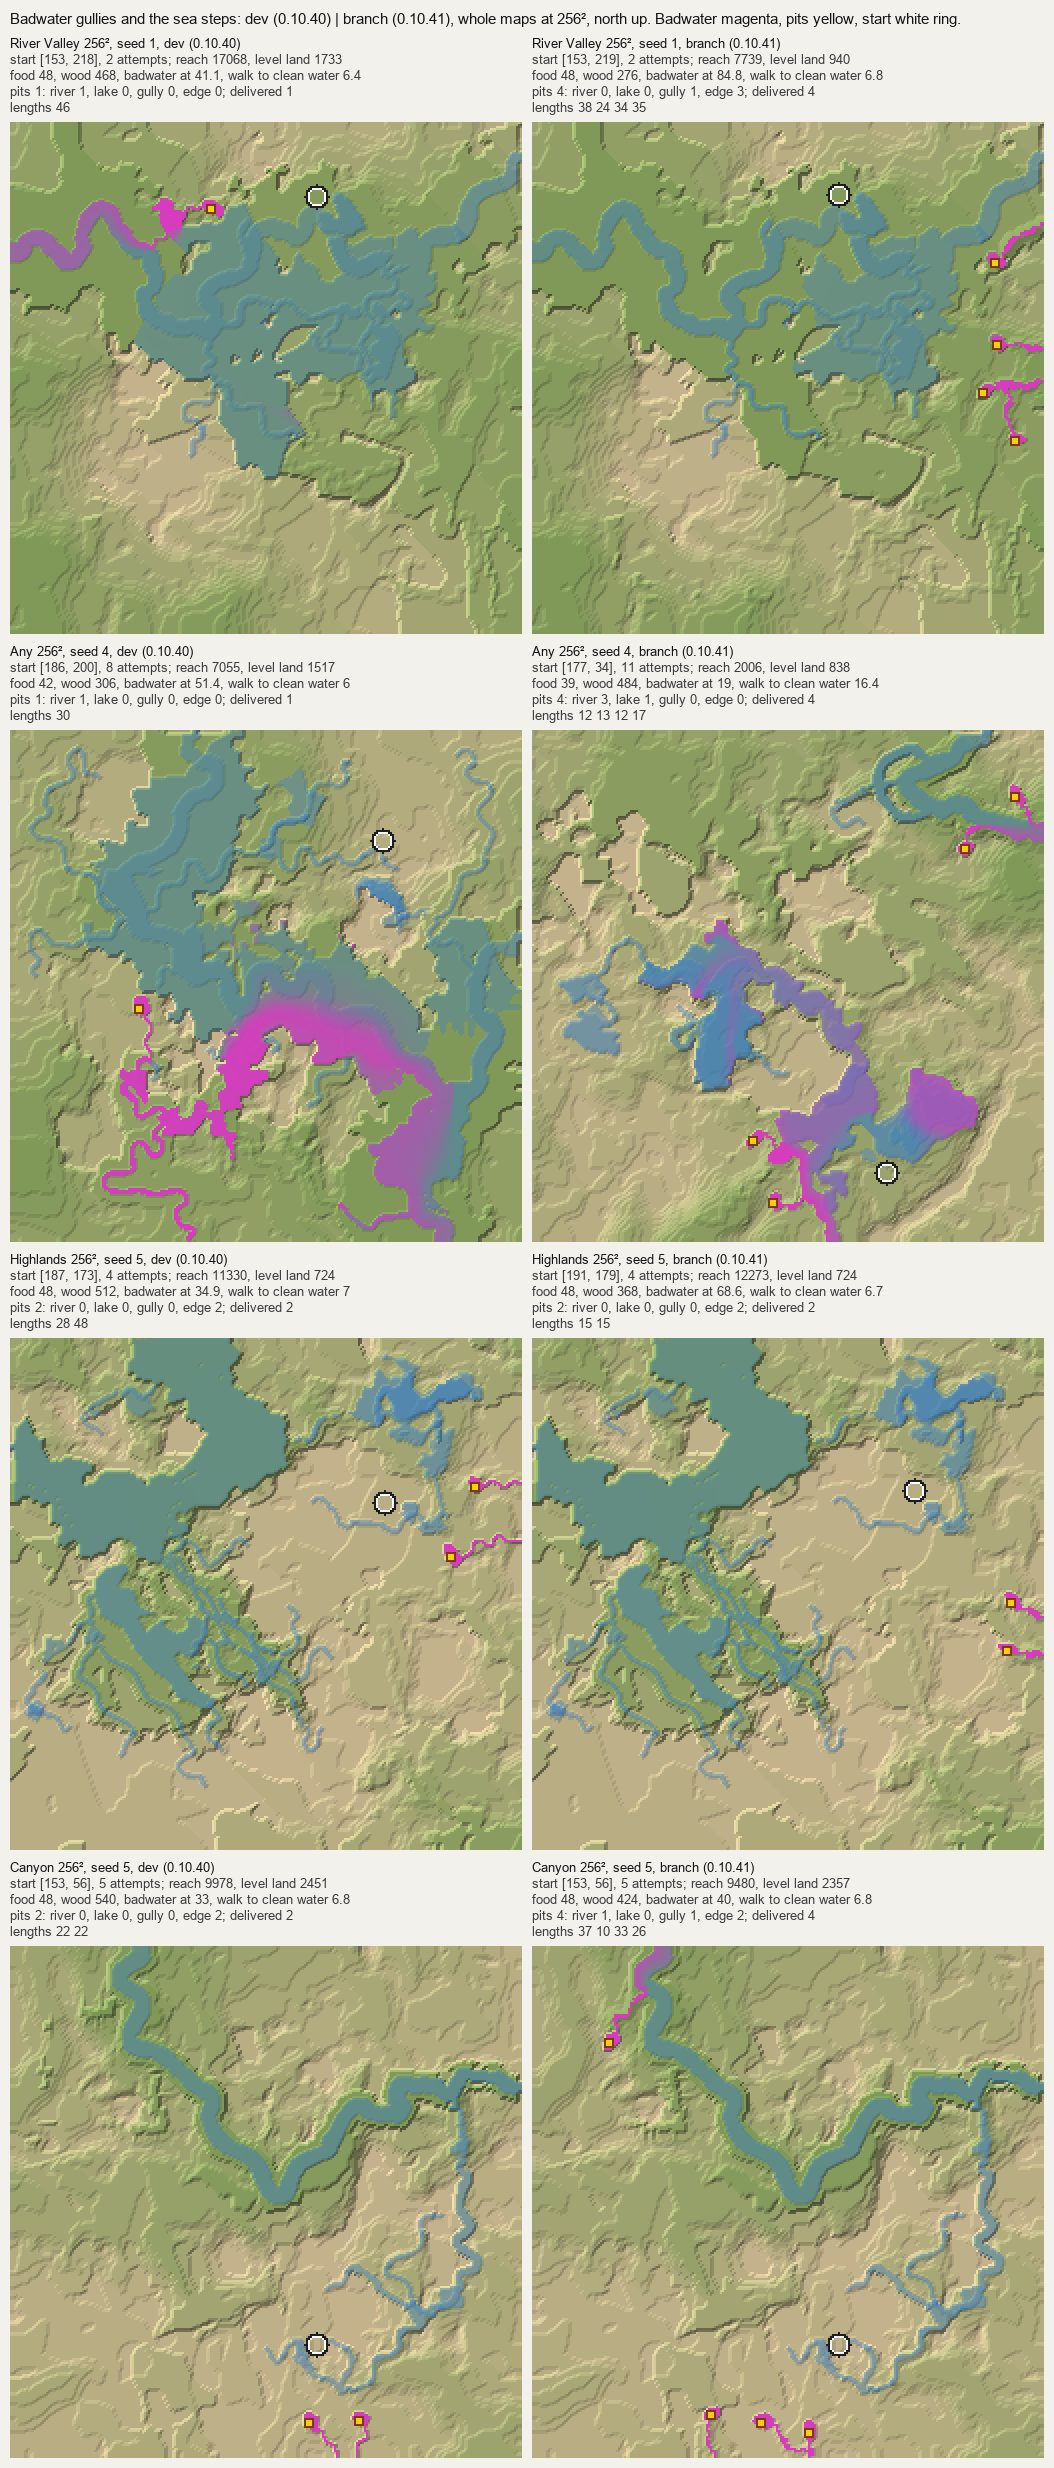 Badwater gullies and the sea steps: dev (0.10.40) | branch (0.10.41), whole maps at 256², north up. Badwater magenta, pits yellow, start white ring.
River Valley 256², seed 1, dev (0.10.40)
start [153, 218], 2 attempts; reach 17068, level land 1733
food 48, wood 468, badwater at 41.1, walk to clean water 6.4
pits 1: river 1, lake 0, gully 0, edge 0; delivered 1
lengths 46
River Valley 256², seed 1, branch (0.10.41)
start [153, 219], 2 attempts; reach 7739, level land 940
food 48, wood 276, badwater at 84.8, walk to clean water 6.8
pits 4: river 0, lake 0, gully 1, edge 3; delivered 4
lengths 38 24 34 35
Any 256², seed 4, dev (0.10.40)
start [186, 200], 8 attempts; reach 7055, level land 1517
food 42, wood 306, badwater at 51.4, walk to clean water 6
pits 1: river 1, lake 0, gully 0, edge 0; delivered 1
lengths 30
Any 256², seed 4, branch (0.10.41)
start [177, 34], 11 attempts; reach 2006, level land 838
food 39, wood 484, badwater at 19, walk to clean water 16.4
pits 4: river 3, lake 1, gully 0, edge 0; delivered 4
lengths 12 13 12 17
Highlands 256², seed 5, dev (0.10.40)
start [187, 173], 4 attempts; reach 11330, level land 724
food 48, wood 512, badwater at 34.9, walk to clean water 7
pits 2: river 0, lake 0, gully 0, edge 2; delivered 2
lengths 28 48
Highlands 256², seed 5, branch (0.10.41)
start [191, 179], 4 attempts; reach 12273, level land 724
food 48, wood 368, badwater at 68.6, walk to clean water 6.7
pits 2: river 0, lake 0, gully 0, edge 2; delivered 2
lengths 15 15
Canyon 256², seed 5, dev (0.10.40)
start [153, 56], 5 attempts; reach 9978, level land 2451
food 48, wood 540, badwater at 33, walk to clean water 6.8
pits 2: river 0, lake 0, gully 0, edge 2; delivered 2
lengths 22 22
Canyon 256², seed 5, branch (0.10.41)
start [153, 56], 5 attempts; reach 9480, level land 2357
food 48, wood 424, badwater at 40, walk to clean water 6.8
pits 4: river 1, lake 0, gully 1, edge 2; delivered 4
lengths 37 10 33 26